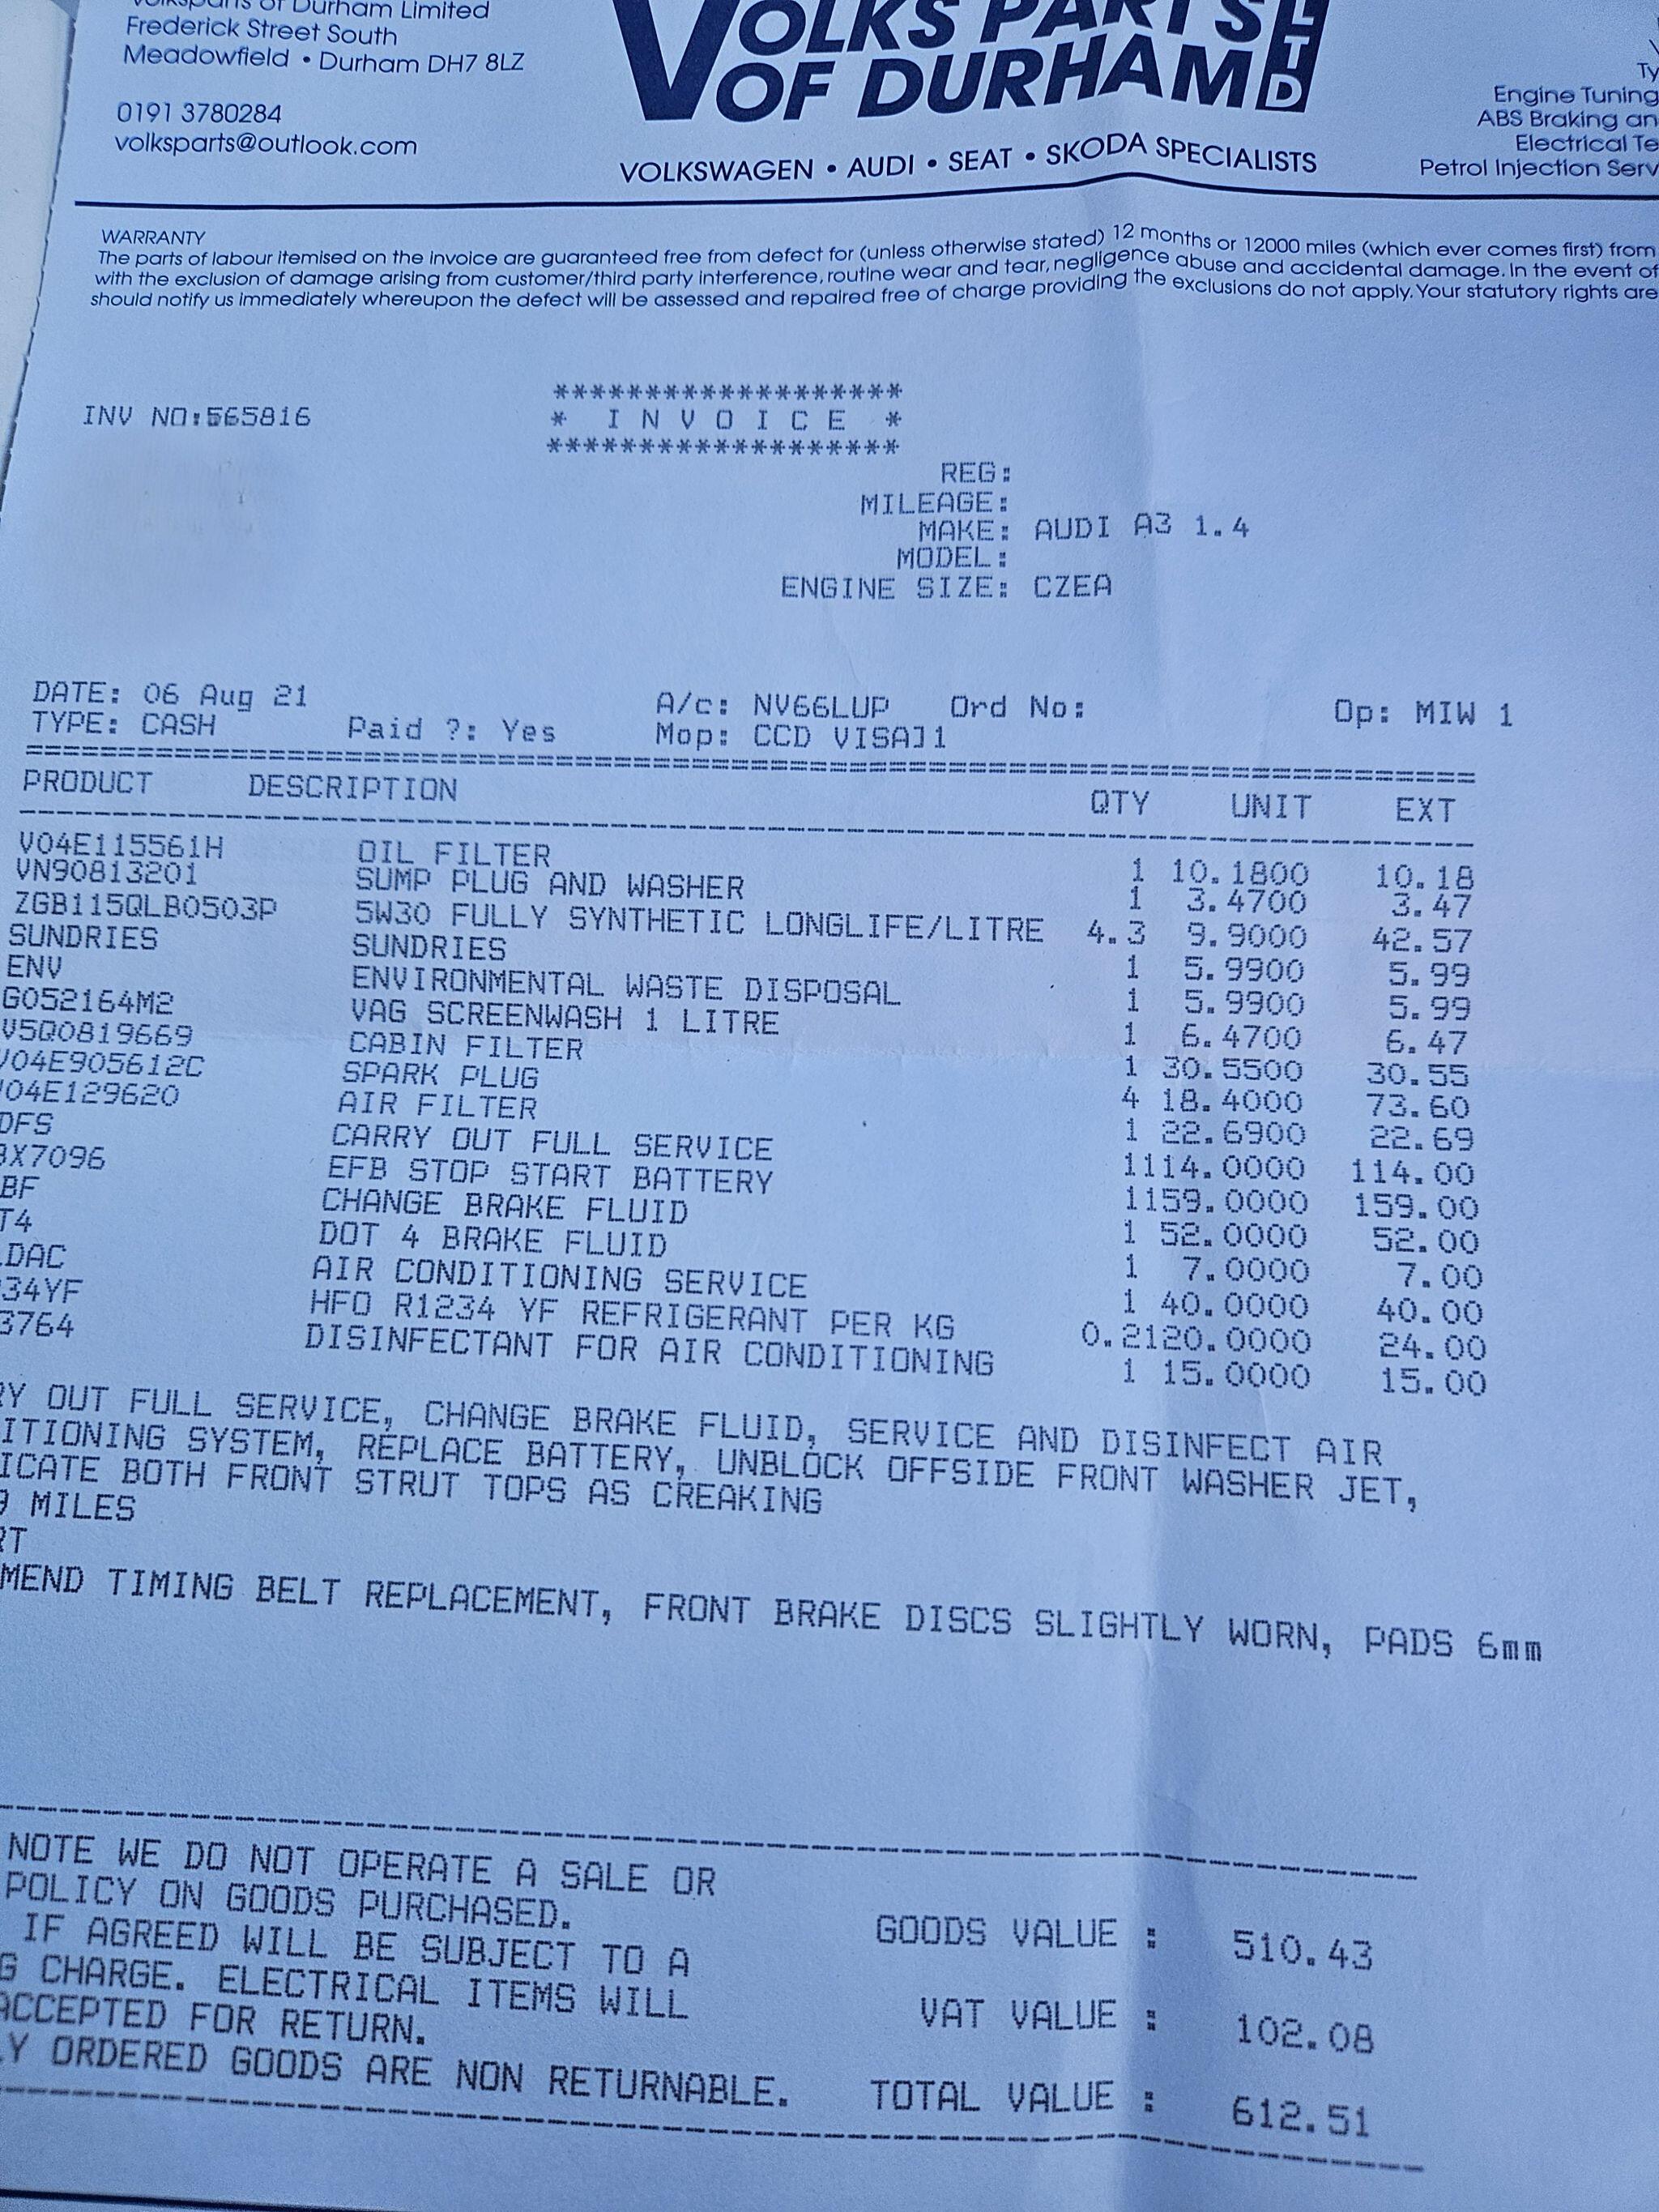 Volksparts of Durham Limited
Frederick Street South
Meadowfield • Durham DH7 8LZ
0191 3780284
volksparts@outlook.com
VOLKS PARTS LTD
OF DURHAM
VOLKSWAGEN • AUDI • SEAT • SKODA SPECIALISTS
Ty
Engine Tuning
ABS Braking an
Electrical Te
Petrol Injection Serv
WARRANTY
The parts of labour itemised on the invoice are guaranteed free from defect for (unless otherwise stated) 12 months or 12000 miles (which ever comes first) from
with the exclusion of damage arising from customer/third party interference, routine wear and tear, negligence abuse and accidental damage. In the event of
should notify us immediately whereupon the defect will be assessed and repaired free of charge providing the exclusions do not apply. Your statutory rights are
*******************
INV NO:565816 * I N V O I C E *
*******************
REG:
MILEAGE:
MAKE: AUDI A3 1.4
MODEL:
ENGINE SIZE: CZEA
DATE: 06 Aug 21 A/c: NV66LUP Ord No: Op: MIW 1
TYPE: CASH Paid ?: Yes Mop: CCD VISA]1
PRODUCT DESCRIPTION QTY UNIT EXT
V04E115561H OIL FILTER 1 10.1800 10.18
VN90813201 SUMP PLUG AND WASHER 1 3.4700 3.47
ZGB115QLB0503P 5W30 FULLY SYNTHETIC LONGLIFE/LITRE 4.3 9.9000 42.57
SUNDRIES SUNDRIES 1 5.9900 5.99
ENV ENVIRONMENTAL WASTE DISPOSAL 1 5.9900 5.99
G052164M2 VAG SCREENWASH 1 LITRE 1 6.4700 6.47
V5Q0819669 CABIN FILTER 1 30.5500 30.55
V04E905612C SPARK PLUG 4 18.4000 73.60
V04E129620 AIR FILTER 1 22.6900 22.69
DFS CARRY OUT FULL SERVICE 1114.0000 114.00
BX7096 EFB STOP START BATTERY 1159.0000 159.00
BF CHANGE BRAKE FLUID 1 52.0000 52.00
T4 DOT 4 BRAKE FLUID 1 7.0000 7.00
LDAC AIR CONDITIONING SERVICE 1 40.0000 40.00
34YF HFO R1234 YF REFRIGERANT PER KG 0.2120.0000 24.00
3764 DISINFECTANT FOR AIR CONDITIONING 1 15.0000 15.00
RY OUT FULL SERVICE, CHANGE BRAKE FLUID, SERVICE AND DISINFECT AIR
ITIONING SYSTEM, REPLACE BATTERY, UNBLOCK OFFSIDE FRONT WASHER JET,
ICATE BOTH FRONT STRUT TOPS AS CREAKING
9 MILES
RT
MEND TIMING BELT REPLACEMENT, FRONT BRAKE DISCS SLIGHTLY WORN, PADS 6mm
NOTE WE DO NOT OPERATE A SALE OR
POLICY ON GOODS PURCHASED.
IF AGREED WILL BE SUBJECT TO A
G CHARGE. ELECTRICAL ITEMS WILL
ACCEPTED FOR RETURN.
LY ORDERED GOODS ARE NON RETURNABLE.
GOODS VALUE : 510.43
VAT VALUE : 102.08
TOTAL VALUE : 612.51